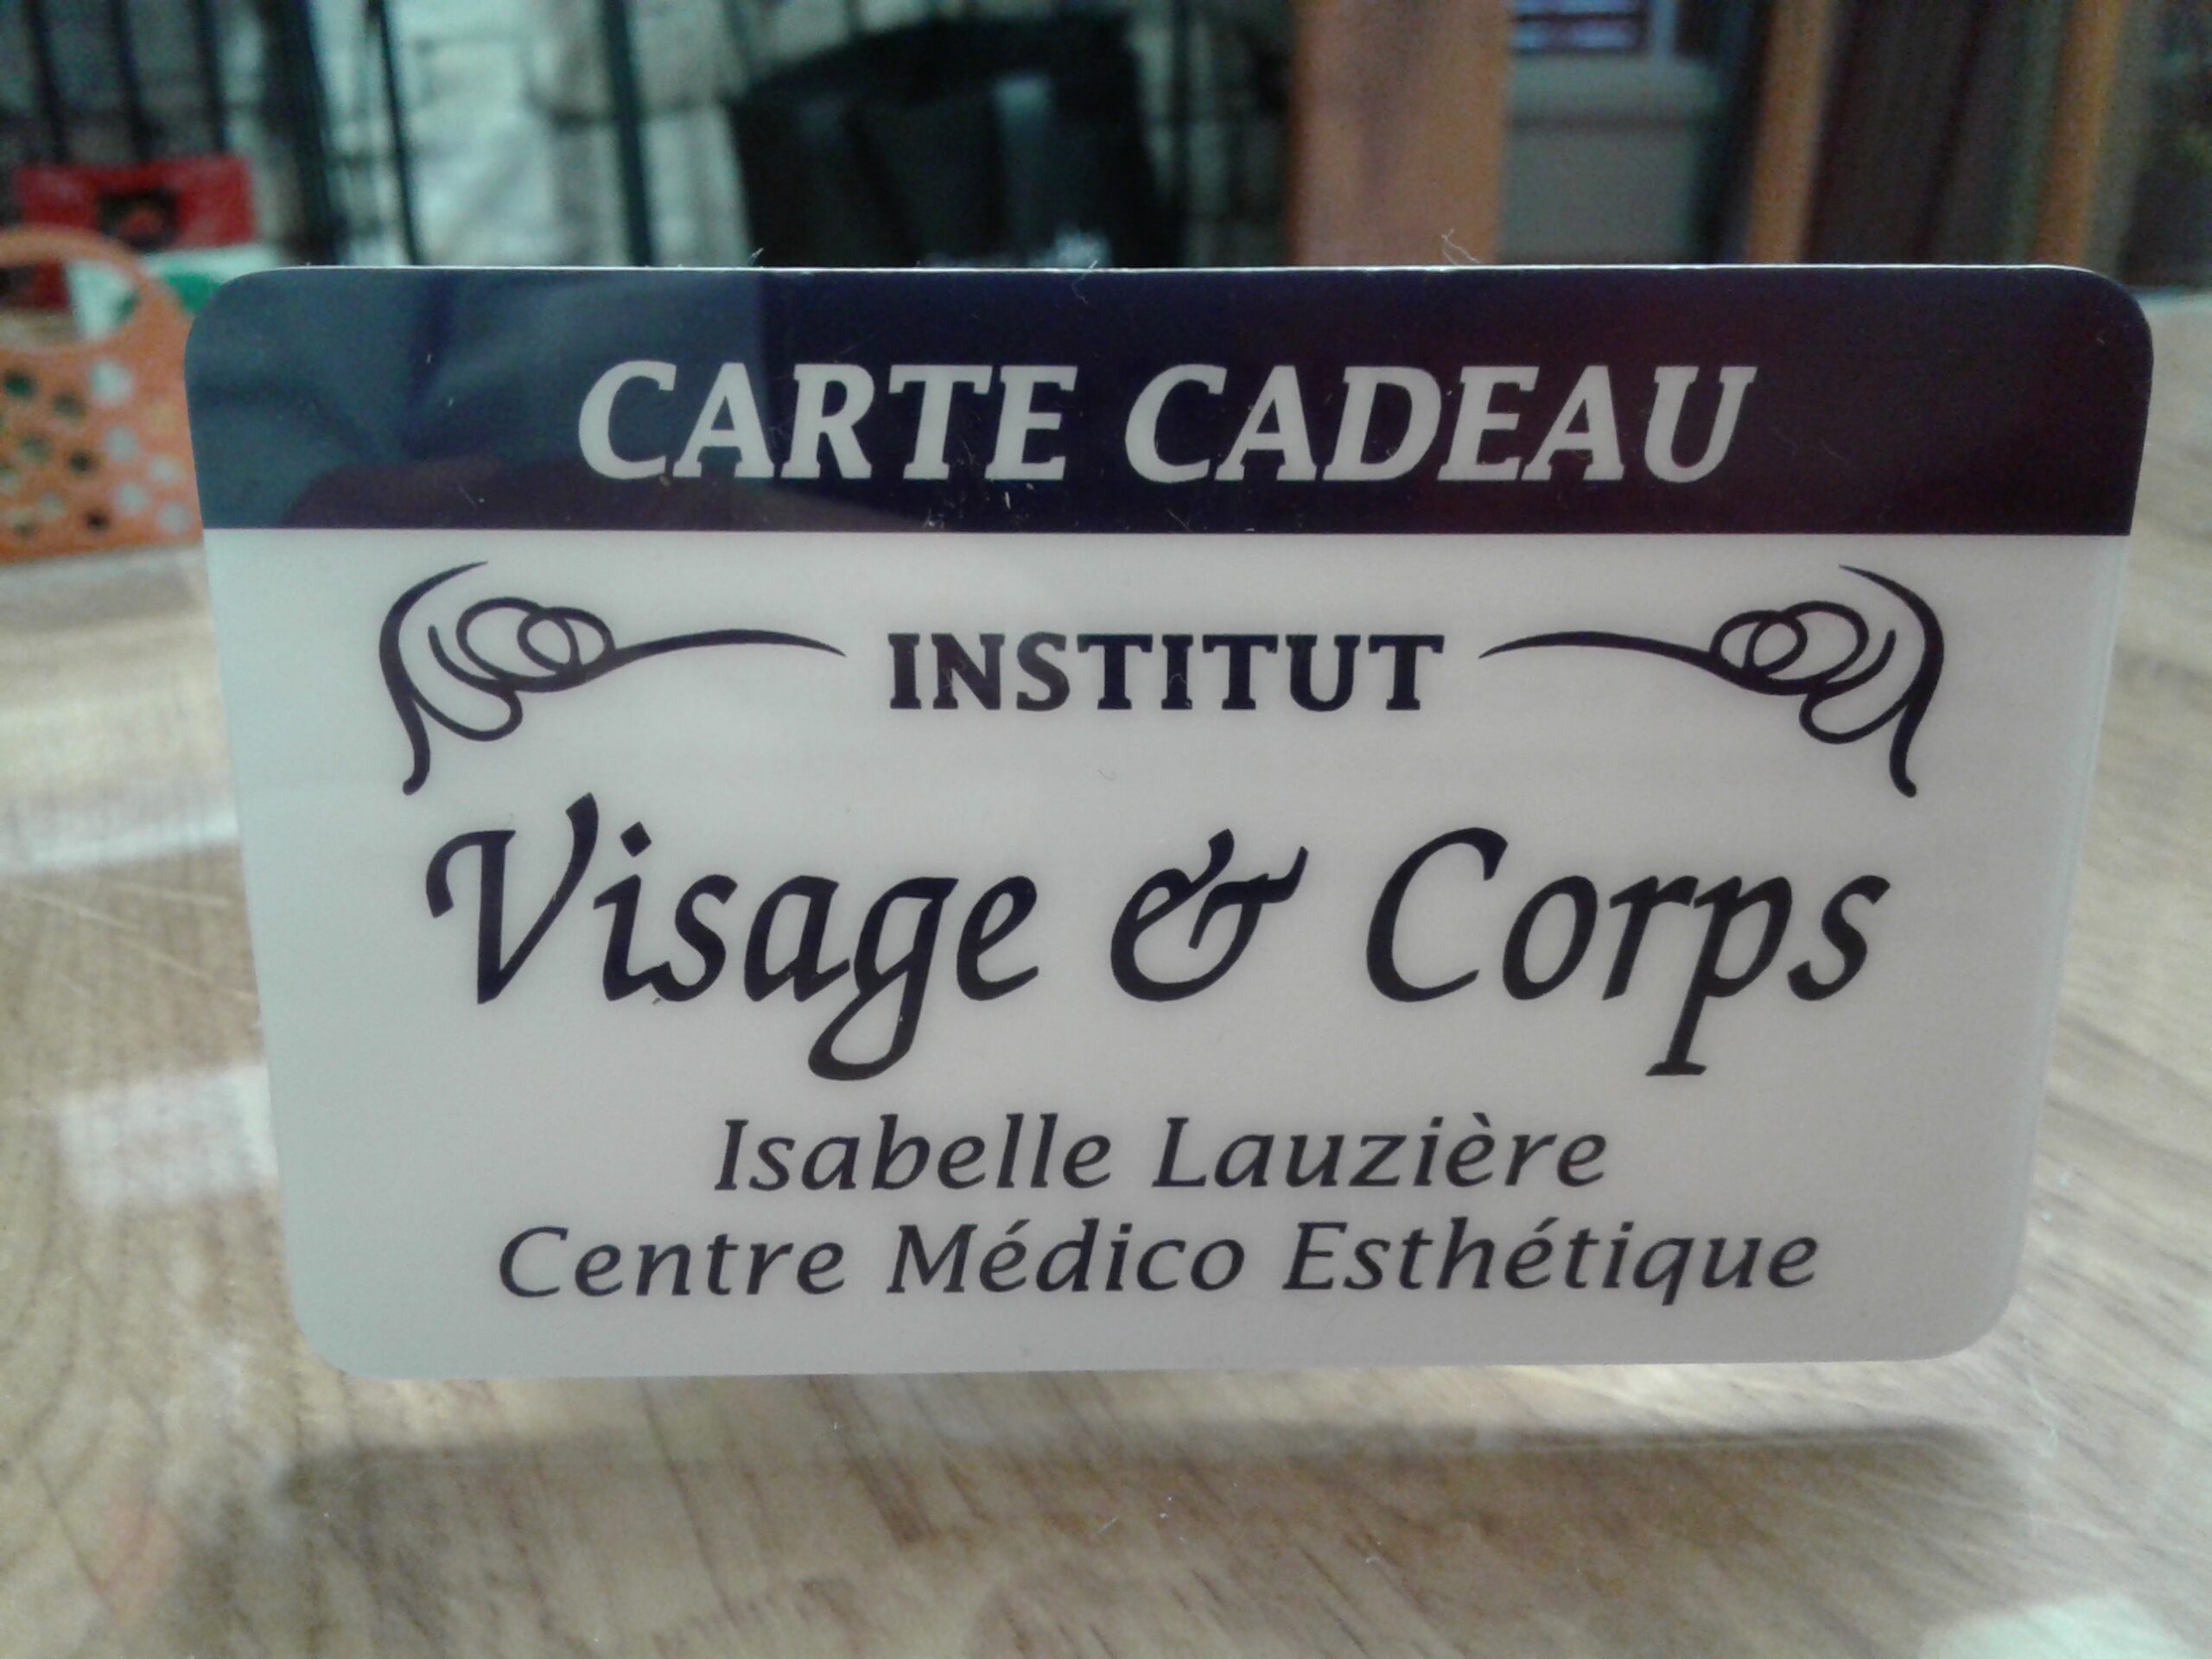 CARTE CADEAU
INSTITUT
Visage & Corps
Isabelle Lauzière
Centre Médico Esthétique